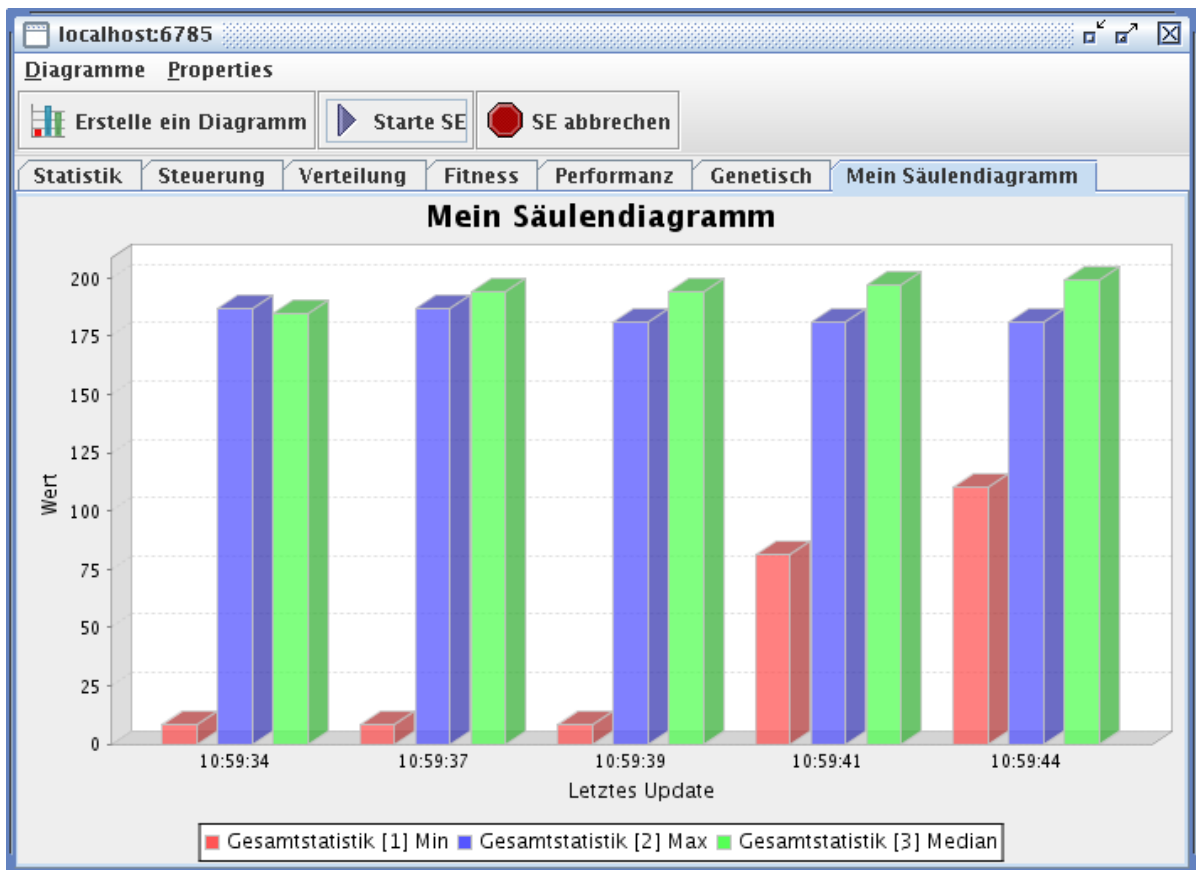 localhost:6785
Diagramme Properties
Erstelle ein Diagramm Starte SE SE abbrechen
Statistik Steuerung Verteilung Fitness Performanz Genetisch Mein Säulendiagramm
Mein Säulendiagramm
200
175
150
125
100
75
50
25
0
Wert
10:59:34 10:59:37 10:59:39 10:59:41 10:59:44
Letztes Update
Gesamtstatistik [1] Min Gesamtstatistik [2] Max Gesamtstatistik [3] Median